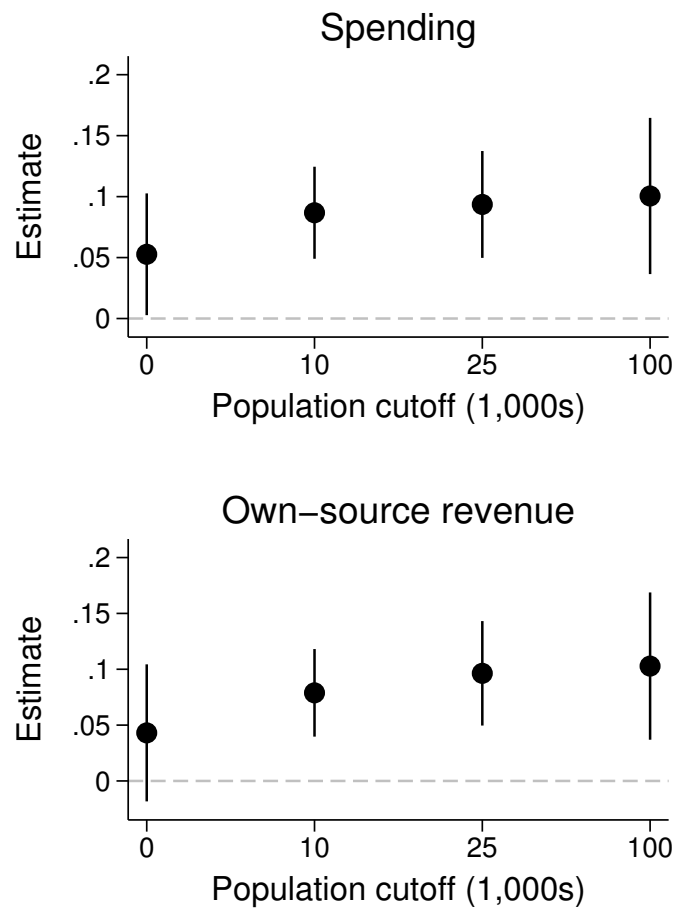 Spending
.2
.15
.1
.05
0
Estimate
0 10 25 100
Population cutoff (1,000s)
Own−source revenue
.2
.15
.1
.05
0
Estimate
0 10 25 100
Population cutoff (1,000s)